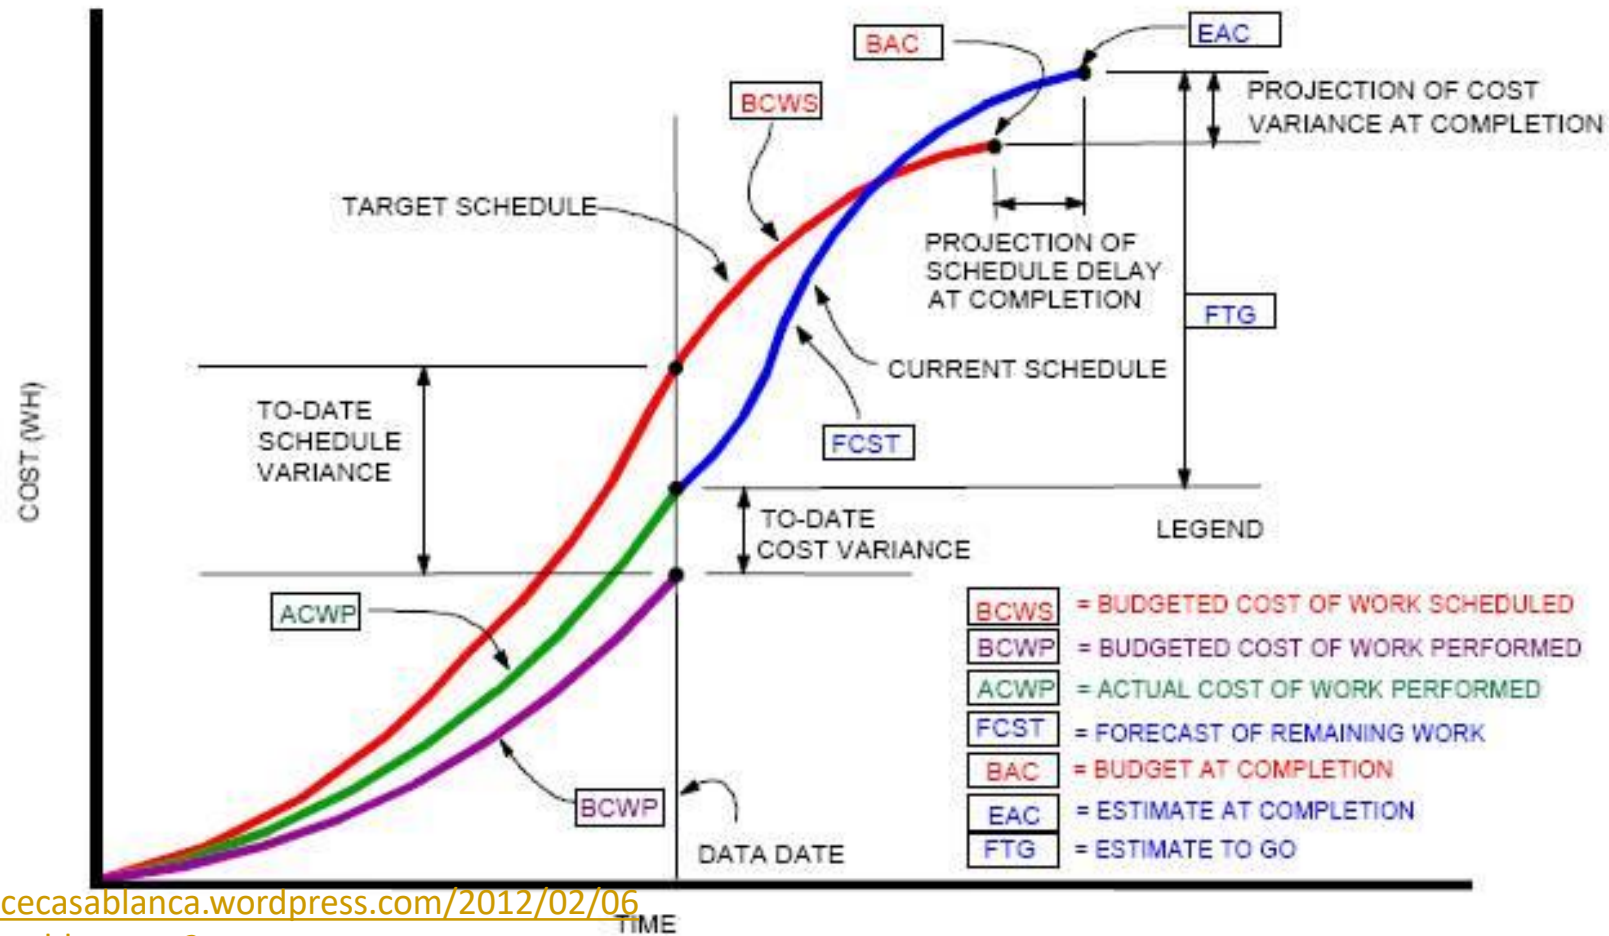 EAC
BAC
PROJECTION OF COST
VARIANCE AT COMPLETION
BCWS
TARGET SCHEDULE
PROJECTION OF
SCHEDULE DELAY
AT COMPLETION
FTG
CURRENT SCHEDULE
TO-DATE
SCHEDULE
VARIANCE
FCST
COST (WH)
TO-DATE
COST VARIANCE
LEGEND
ACWP
BCWS = BUDGETED COST OF WORK SCHEDULED
BCWP = BUDGETED COST OF WORK PERFORMED
ACWP = ACTUAL COST OF WORK PERFORMED
FCST = FORECAST OF REMAINING WORK
BAC = BUDGET AT COMPLETION
EAC = ESTIMATE AT COMPLETION
FTG = ESTIMATE TO GO
BCWP
DATA DATE
cecasablanca.wordpress.com/2012/02/06
TIME